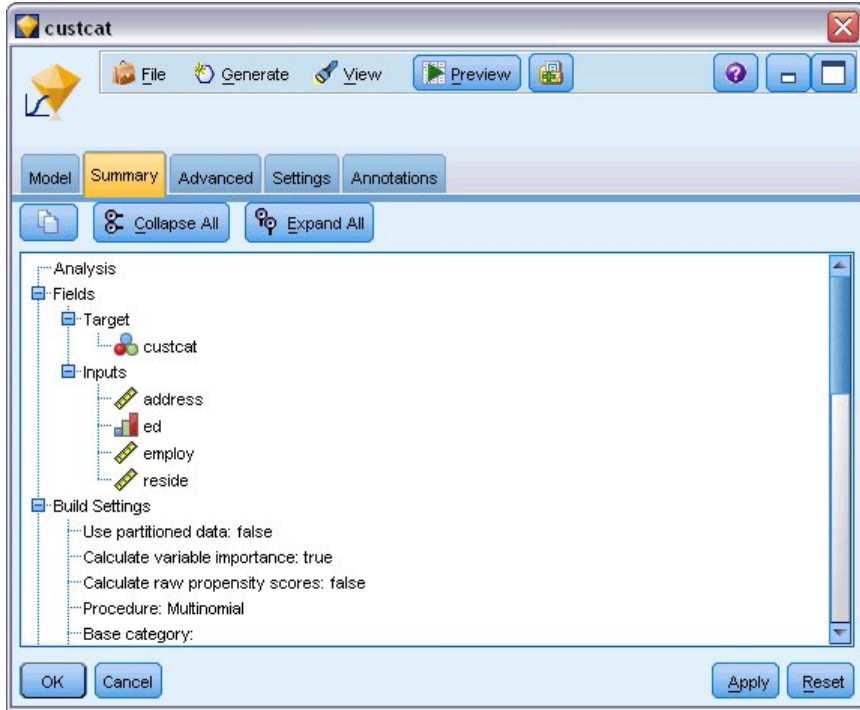 custcat
File Generate View Preview
Model Summary Advanced Settings Annotations
Collapse All Expand All
Analysis
Fields
Target
custcat
Inputs
address
ed
employ
reside
Build Settings
Use partitioned data: false
Calculate variable importance: true
Calculate raw propensity scores: false
Procedure: Multinomial
Base category:
OK Cancel Apply Reset